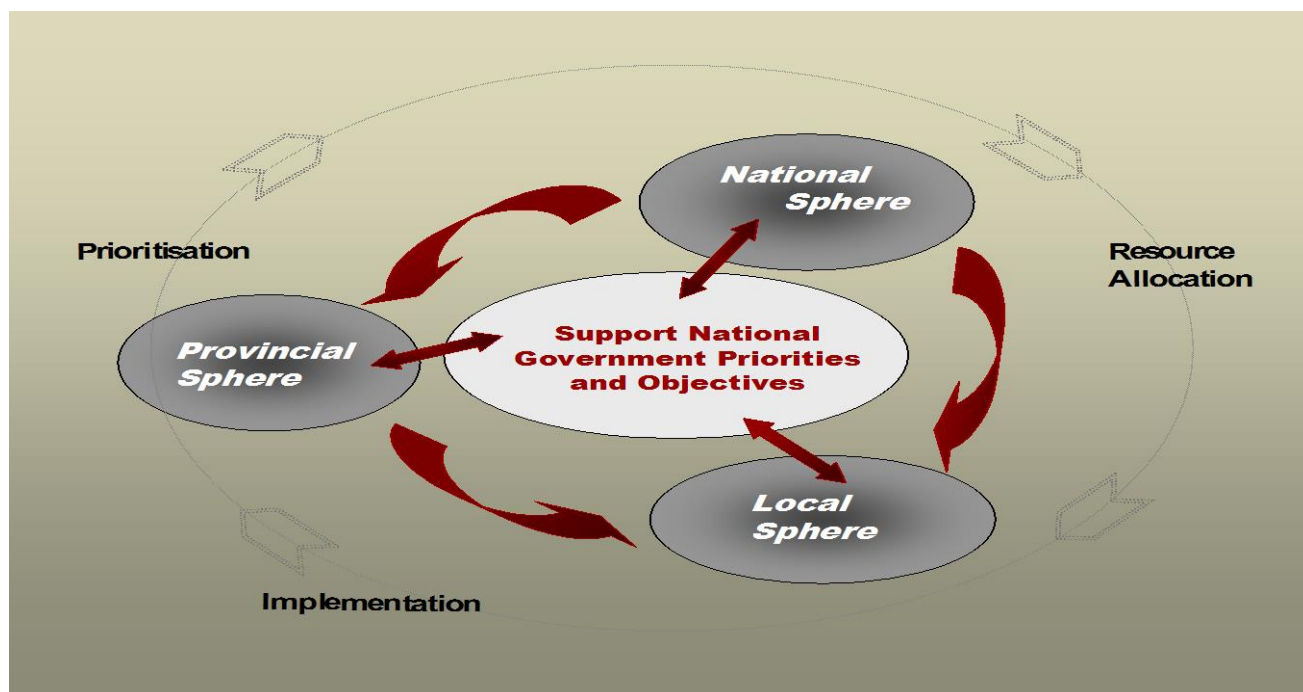 National
Sphere
Prioritisation
Resource
Allocation
Support National
Government Priorities
and Objectives
Provincial
Sphere
Local
Sphere
Implementation